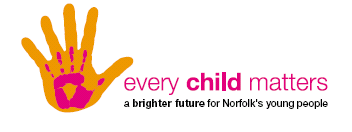 every child matters
a brighter future for Norfolk's young people